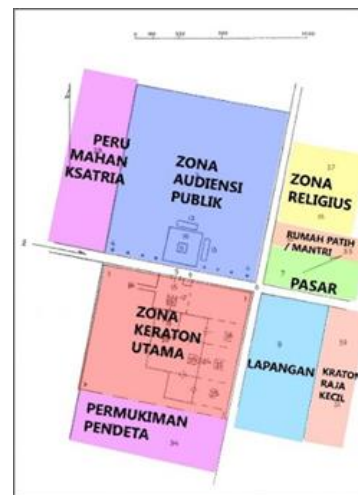 PERU
MAHAN
KSATRIA
ZONA
AUDIENSI
PUBLIK
ZONA
RELIGIUS
RUMAH PATIH
/ MANTRI
PASAR
ZONA
KERATON
UTAMA
LAPANGAN
KRATON
RAJA
KECIL
PERMUKIMAN
PENDETA